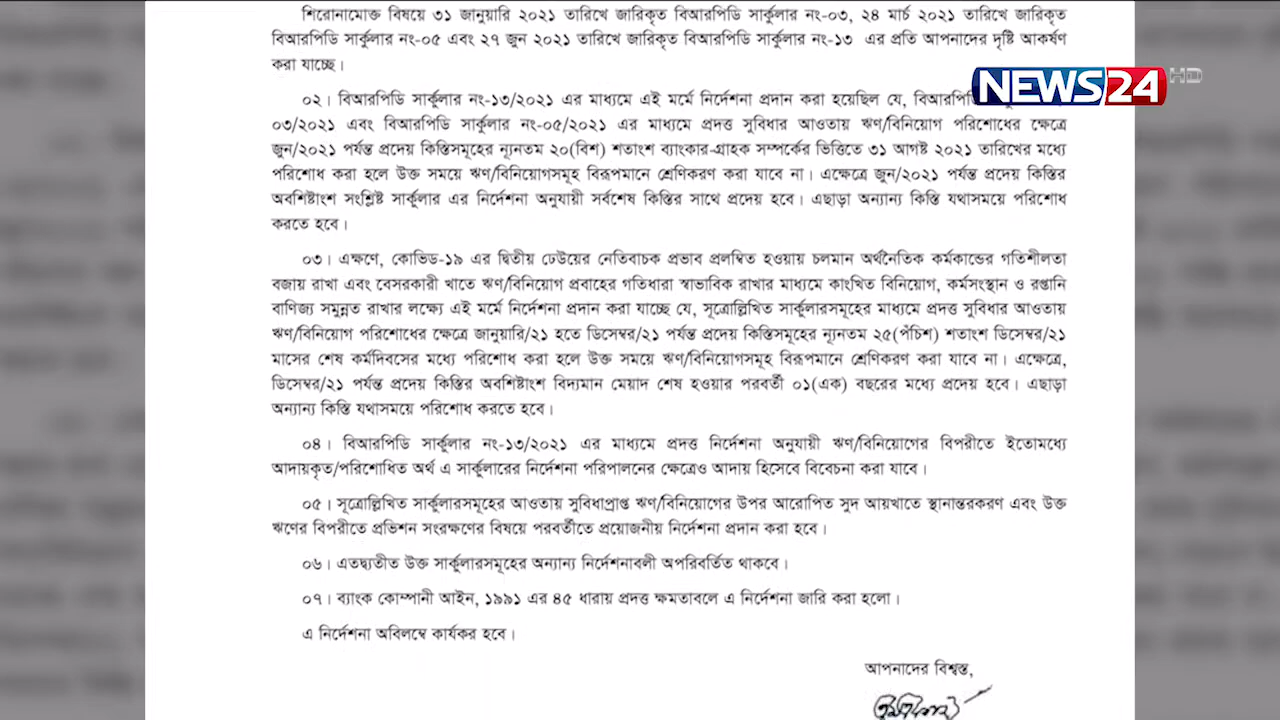 শিরোনামোক্ত বিষয়ে ৩১ জানুয়ারি ২০২১ তারিখে জারিকৃত বিআরপিডি সার্কুলার নং-০৩, ২৪ মার্চ ২০২১ তারিখে জারিকৃত
বিআরপিডি সার্কুলার নং-০৫ এবং ২৭ জুন ২০২১ তারিখে জারিকৃত বিআরপিডি সার্কুলার নং-১৩ এর প্রতি আপনাদের দৃষ্টি আকর্ষণ
করা যাচ্ছে।
NEWS24 HD
০২। বিআরপিডি সার্কুলার নং-১৩/২০২১ এর মাধ্যমে এই মর্মে নির্দেশনা প্রদান করা হয়েছিল যে,
০৩/২০২১ এবং বিআরপিডি সার্কুলার নং-০৫/২০২১ এর মাধ্যমে প্রদত্ত সুবিধার আওতায় ঋণ/বিনিয়োগ পরিশোধের ক্ষেত্রে
জুন/২০২১ পর্যন্ত প্রদেয় কিস্তিসমূহের ন্যূনতম ২০(বিশ) শতাংশ ব্যাংকার-গ্রাহক সম্পর্কের ভিত্তিতে ৩১ আগষ্ট ২০২১ তারিখের মধ্যে
পরিশোধ করা হলে উক্ত সময়ে ঋণ/বিনিয়োগসমূহ বিরূপমানে শ্রেণিকরণ করা যাবে না। এক্ষেত্রে জুন/২০২১ পর্যন্ত প্রদেয় কিস্তির
অবশিষ্টাংশ সংশ্লিষ্ট সার্কুলার এর নির্দেশনা অনুযায়ী সর্বশেষ কিস্তির সাথে প্রদেয় হবে। এছাড়া অন্যান্য কিস্তি যথাসময়ে পরিশোধ
করতে হবে।
০৩। এক্ষণে, কোভিড-১৯ এর দ্বিতীয় ঢেউয়ের নেতিবাচক প্রভাব প্রলম্বিত হওয়ায় চলমান অর্থনৈতিক কর্মকান্ডের গতিশীলতা
বজায় রাখা এবং বেসরকারী খাতে ঋণ/বিনিয়োগ প্রবাহের গতিধারা স্বাভাবিক রাখার মাধ্যমে কাংখিত বিনিয়োগ, কর্মসংস্থান ও রপ্তানি
বাণিজ্য সমুন্নত রাখার লক্ষ্যে এই মর্মে নির্দেশনা প্রদান করা যাচ্ছে যে, সূত্রোল্লিখিত সার্কুলারসমূহের মাধ্যমে প্রদত্ত সুবিধার আওতায়
ঋণ/বিনিয়োগ পরিশোধের ক্ষেত্রে জানুয়ারি/২১ হতে ডিসেম্বর/২১ পর্যন্ত প্রদেয় কিস্তিসমূহের ন্যূনতম ২৫(পঁচিশ) শতাংশ ডিসেম্বর/২১
মাসের শেষ কর্মদিবসের মধ্যে পরিশোধ করা হলে উক্ত সময়ে ঋণ/বিনিয়োগসমূহ বিরূপমানে শ্রেণিকরণ করা যাবে না। এক্ষেত্রে,
ডিসেম্বর/২১ পর্যন্ত প্রদেয় কিস্তির অবশিষ্টাংশ বিদ্যমান মেয়াদ শেষ হওয়ার পরবর্তী ০১(এক) বছরের মধ্যে প্রদেয় হবে। এছাড়া
অন্যান্য কিস্তি যথাসময়ে পরিশোধ করতে হবে।
০৪। বিআরপিডি সার্কুলার নং-১৩/২০২১ এর মাধ্যমে প্রদত্ত নির্দেশনা অনুযায়ী ঋণ/বিনিয়োগের বিপরীতে ইতোমধ্যে
আদায়কৃত/পরিশোধিত অর্থ এ সার্কুলারের নির্দেশনা পরিপালনের ক্ষেত্রেও আদায় হিসেবে বিবেচনা করা যাবে।
০৫। সূত্রোল্লিখিত সার্কুলারসমূহের আওতায় সুবিধাপ্রাপ্ত ঋণ/বিনিয়োগের উপর আরোপিত সুদ আয়খাতে স্থানান্তরকরণ এবং উক্ত
ঋণের বিপরীতে প্রভিশন সংরক্ষণের বিষয়ে পরবর্তীতে প্রয়োজনীয় নির্দেশনা প্রদান করা হবে।
০৬। এতদ্ব্যতীত উক্ত সার্কুলারসমূহের অন্যান্য নির্দেশনাবলী অপরিবর্তিত থাকবে।
০৭। ব্যাংক কোম্পানী আইন, ১৯৯১ এর ৪৫ ধারায় প্রদত্ত ক্ষমতাবলে এ নির্দেশনা জারি করা হলো।
এ নির্দেশনা অবিলম্বে কার্যকর হবে।
আপনাদের বিশ্বস্ত,